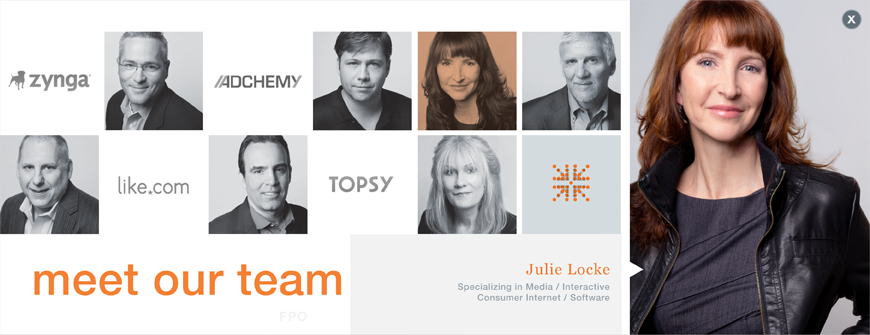 zynga
ADCHEMY
like.com
TOPSY
meet our team
FPO
Julie Locke
Specializing in Media / Interactive
Consumer Internet / Software
X